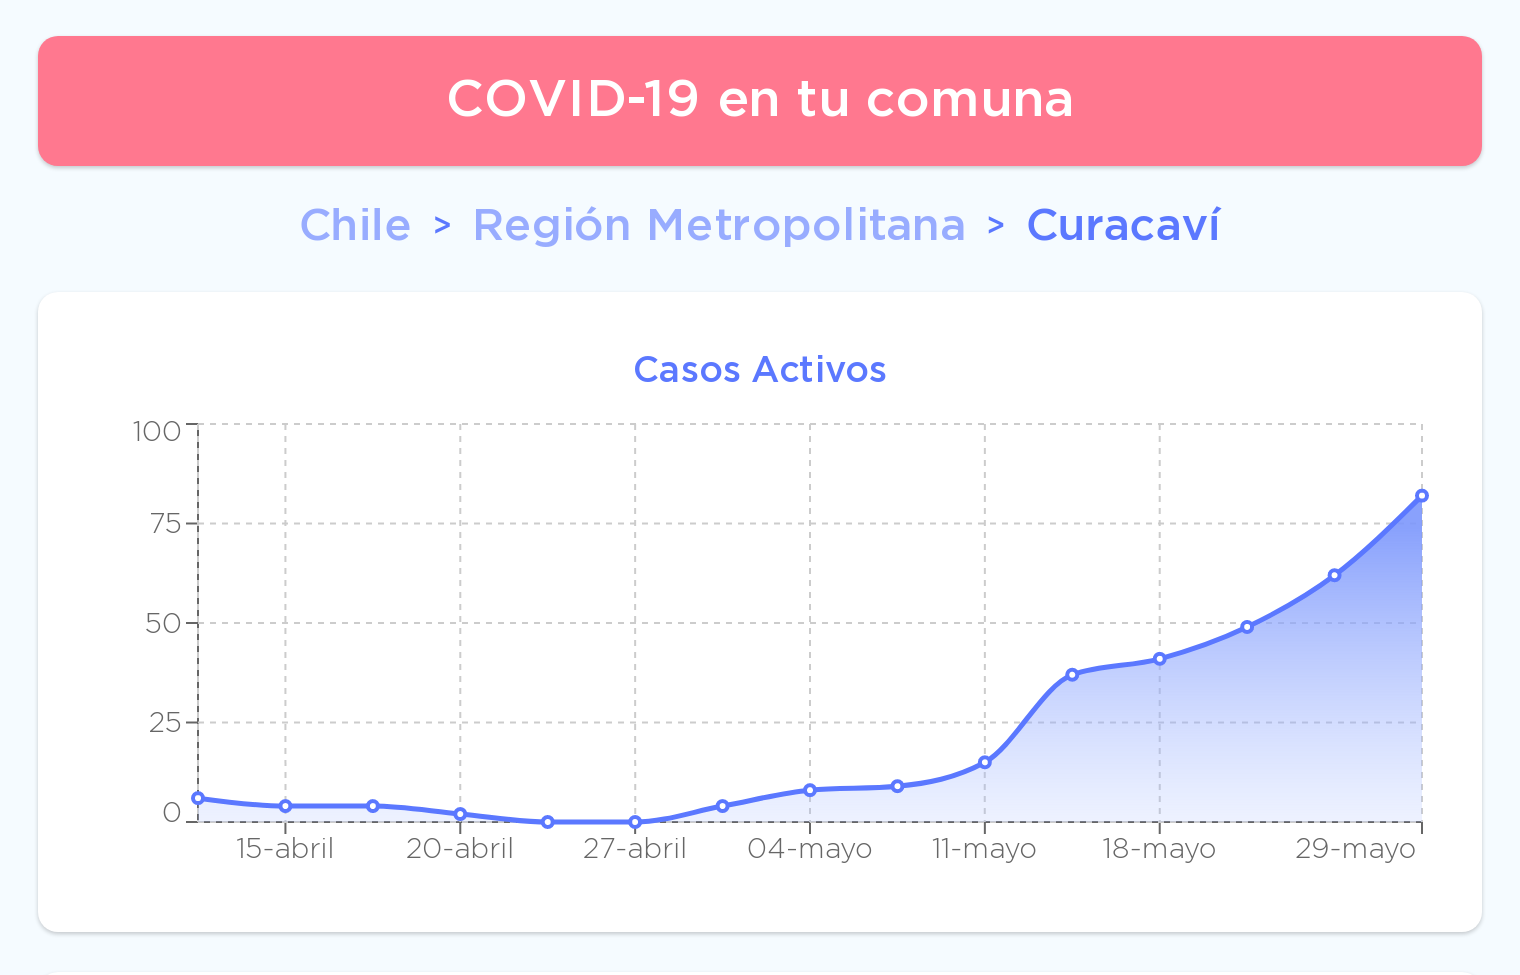 COVID-19 en tu comuna
Chile > Región Metropolitana > Curacaví
Casos Activos
100
75
50
25
0
15-abril 20-abril 27-abril 04-mayo 11-mayo 18-mayo 29-mayo